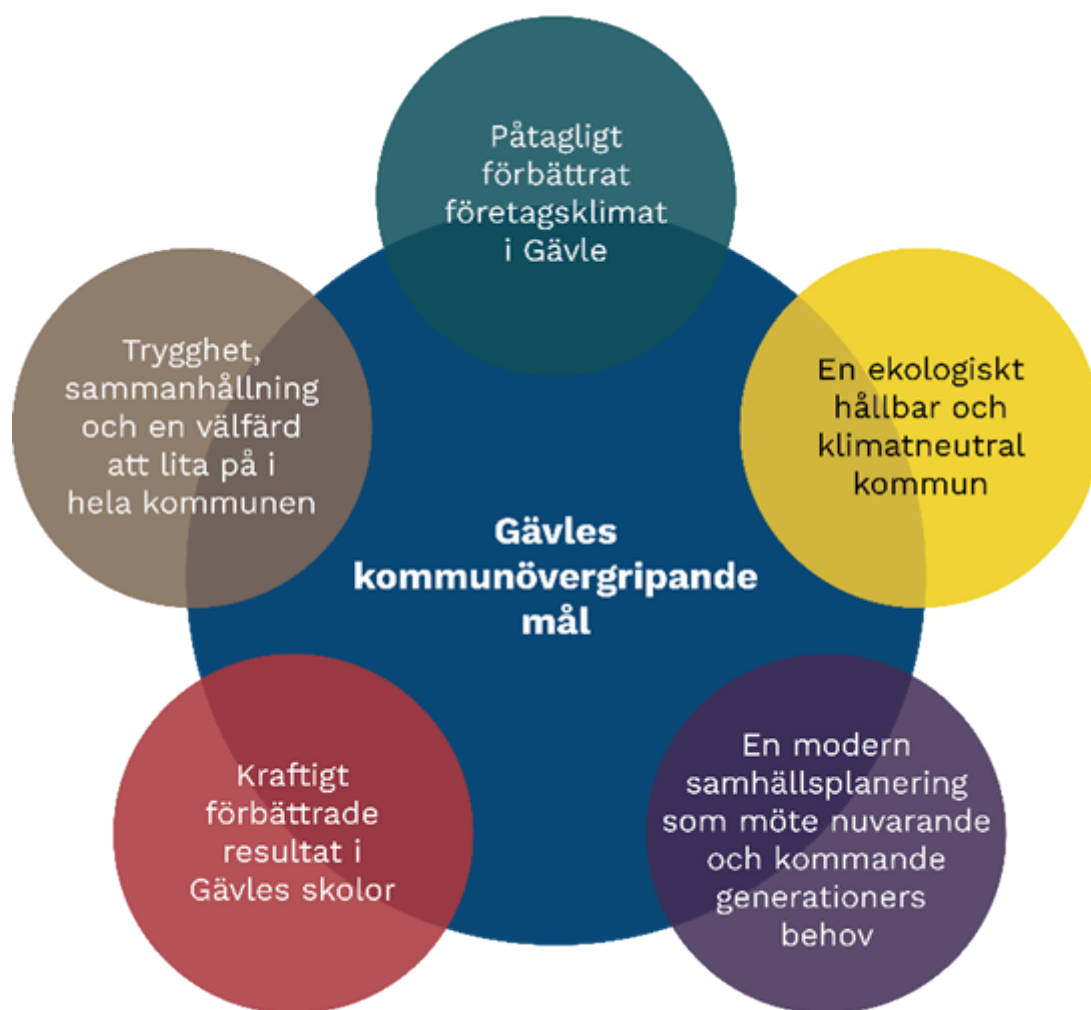 Påtagligt
förbättrat
företagsklimat
i Gävle
Trygghet,
sammanhållning
och en välfärd
att lita på i
hela kommunen
En ekologiskt
hållbar och
klimatneutral
kommun
Gävles
kommunövergripande
mål
Kraftigt
förbättrade
resultat i
Gävles skolor
En modern
samhällsplanering
som möte nuvarande
och kommande
generationers
behov